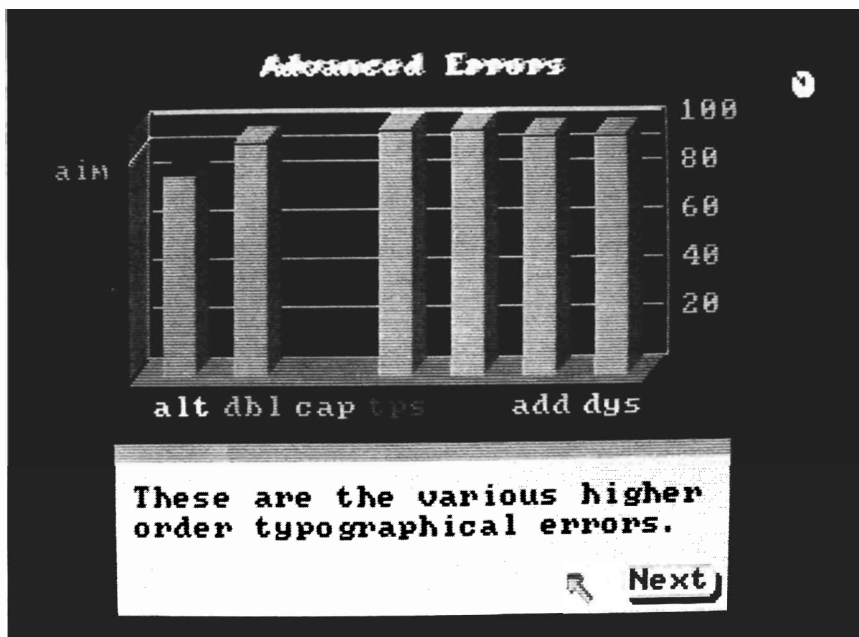 Advanced Errors
100
aim
80
60
40
20
alt dbl cap tps add dys
These are the various higher
order typographical errors.
Next